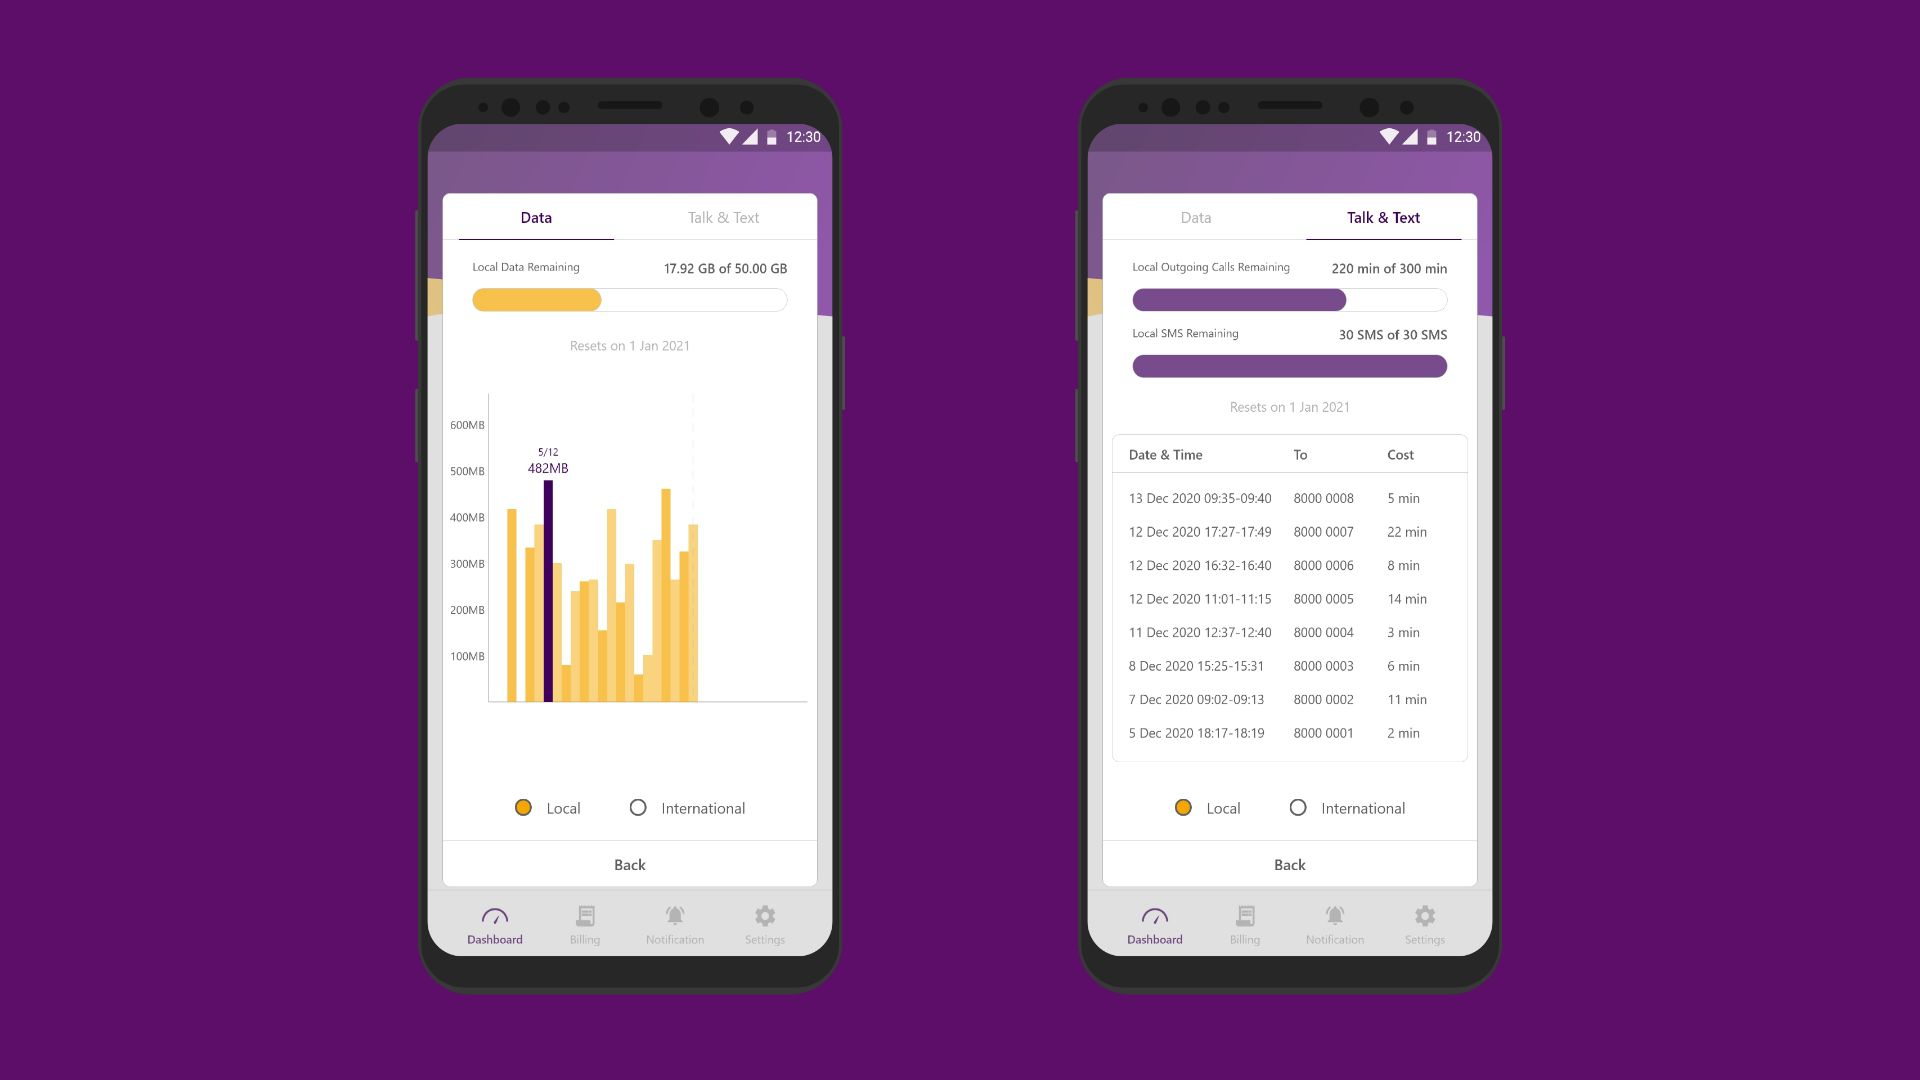 12:30
Data Talk & Text
Local Data Remaining 17.92 GB of 50.00 GB
Resets on 1 Jan 2021
600MB
5/12
482MB
500MB
400MB
300MB
200MB
100MB
Local International
Back
Dashboard Billing Notification Settings
12:30
Data Talk & Text
Local Outgoing Calls Remaining 220 min of 300 min
Local SMS Remaining 30 SMS of 30 SMS
Resets on 1 Jan 2021
Date & Time To Cost
13 Dec 2020 09:35-09:40 8000 0008 5 min
12 Dec 2020 17:27-17:49 8000 0007 22 min
12 Dec 2020 16:32-16:40 8000 0006 8 min
12 Dec 2020 11:01-11:15 8000 0005 14 min
11 Dec 2020 12:37-12:40 8000 0004 3 min
8 Dec 2020 15:25-15:31 8000 0003 6 min
7 Dec 2020 09:02-09:13 8000 0002 11 min
5 Dec 2020 18:17-18:19 8000 0001 2 min
Local International
Back
Dashboard Billing Notification Settings